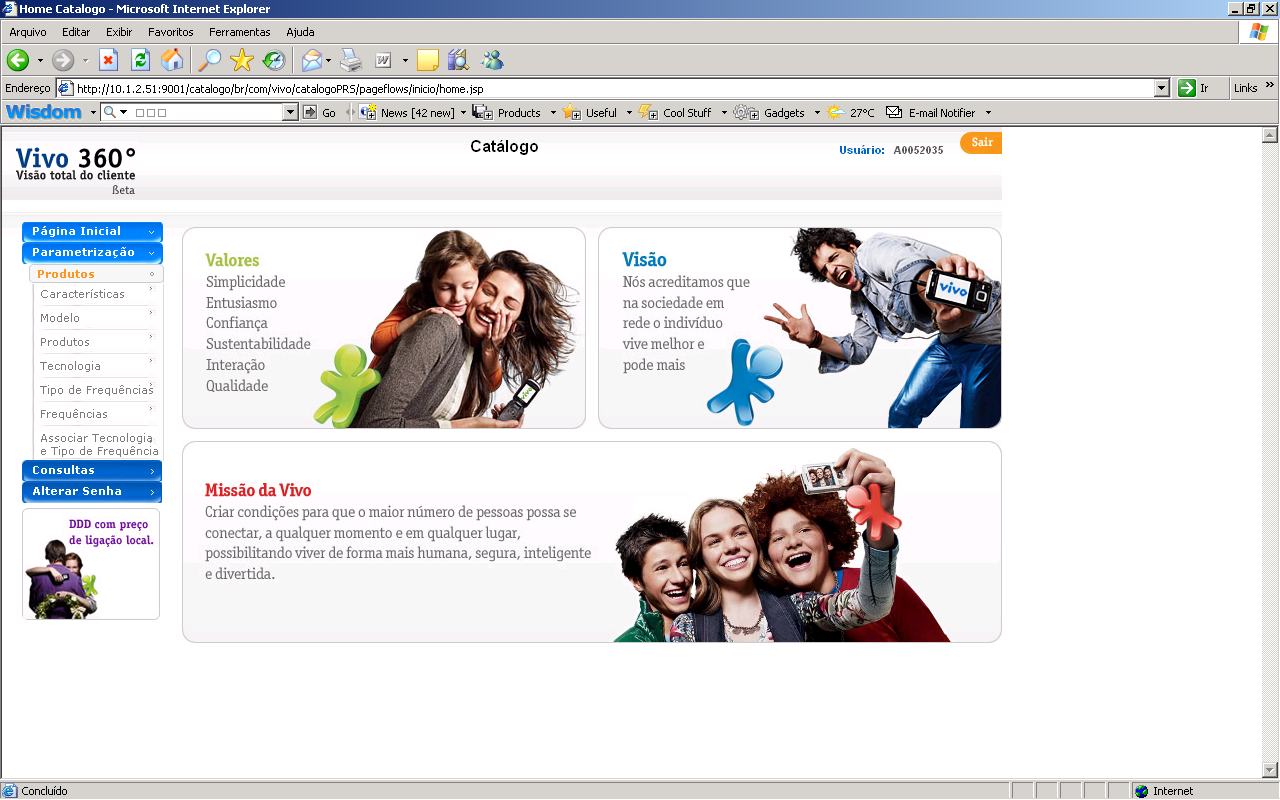 Home Catalogo - Microsoft Internet Explorer
Arquivo Editar Exibir Favoritos Ferramentas Ajuda
Endereço http://10.1.2.51:9001/catalogo/br/com/vivo/catalogoPRS/pageflows/inicio/home.jsp Ir Links »
Wisdom Go News [42 new] Products Useful Cool Stuff Gadgets 27°C E-mail Notifier
Vivo 360°
Visão total do cliente
ßeta
Catálogo
Usuário: A0052035
Sair
Página Inicial
Parametrização
Produtos
Características
Modelo
Produtos
Tecnologia
Tipo de Frequências
Frequências
Associar Tecnologia
e Tipo de Frequência
Consultas
Alterar Senha
DDD com preço
de ligação local.
Valores
Simplicidade
Entusiasmo
Confiança
Sustentabilidade
Interação
Qualidade
vivo
Visão
Nós acreditamos que
na sociedade em
rede o indivíduo
vive melhor e
pode mais
vivo
Missão da Vivo
Criar condições para que o maior número de pessoas possa se
conectar, a qualquer momento e em qualquer lugar,
possibilitando viver de forma mais humana, segura, inteligente
e divertida.
Concluído
Internet